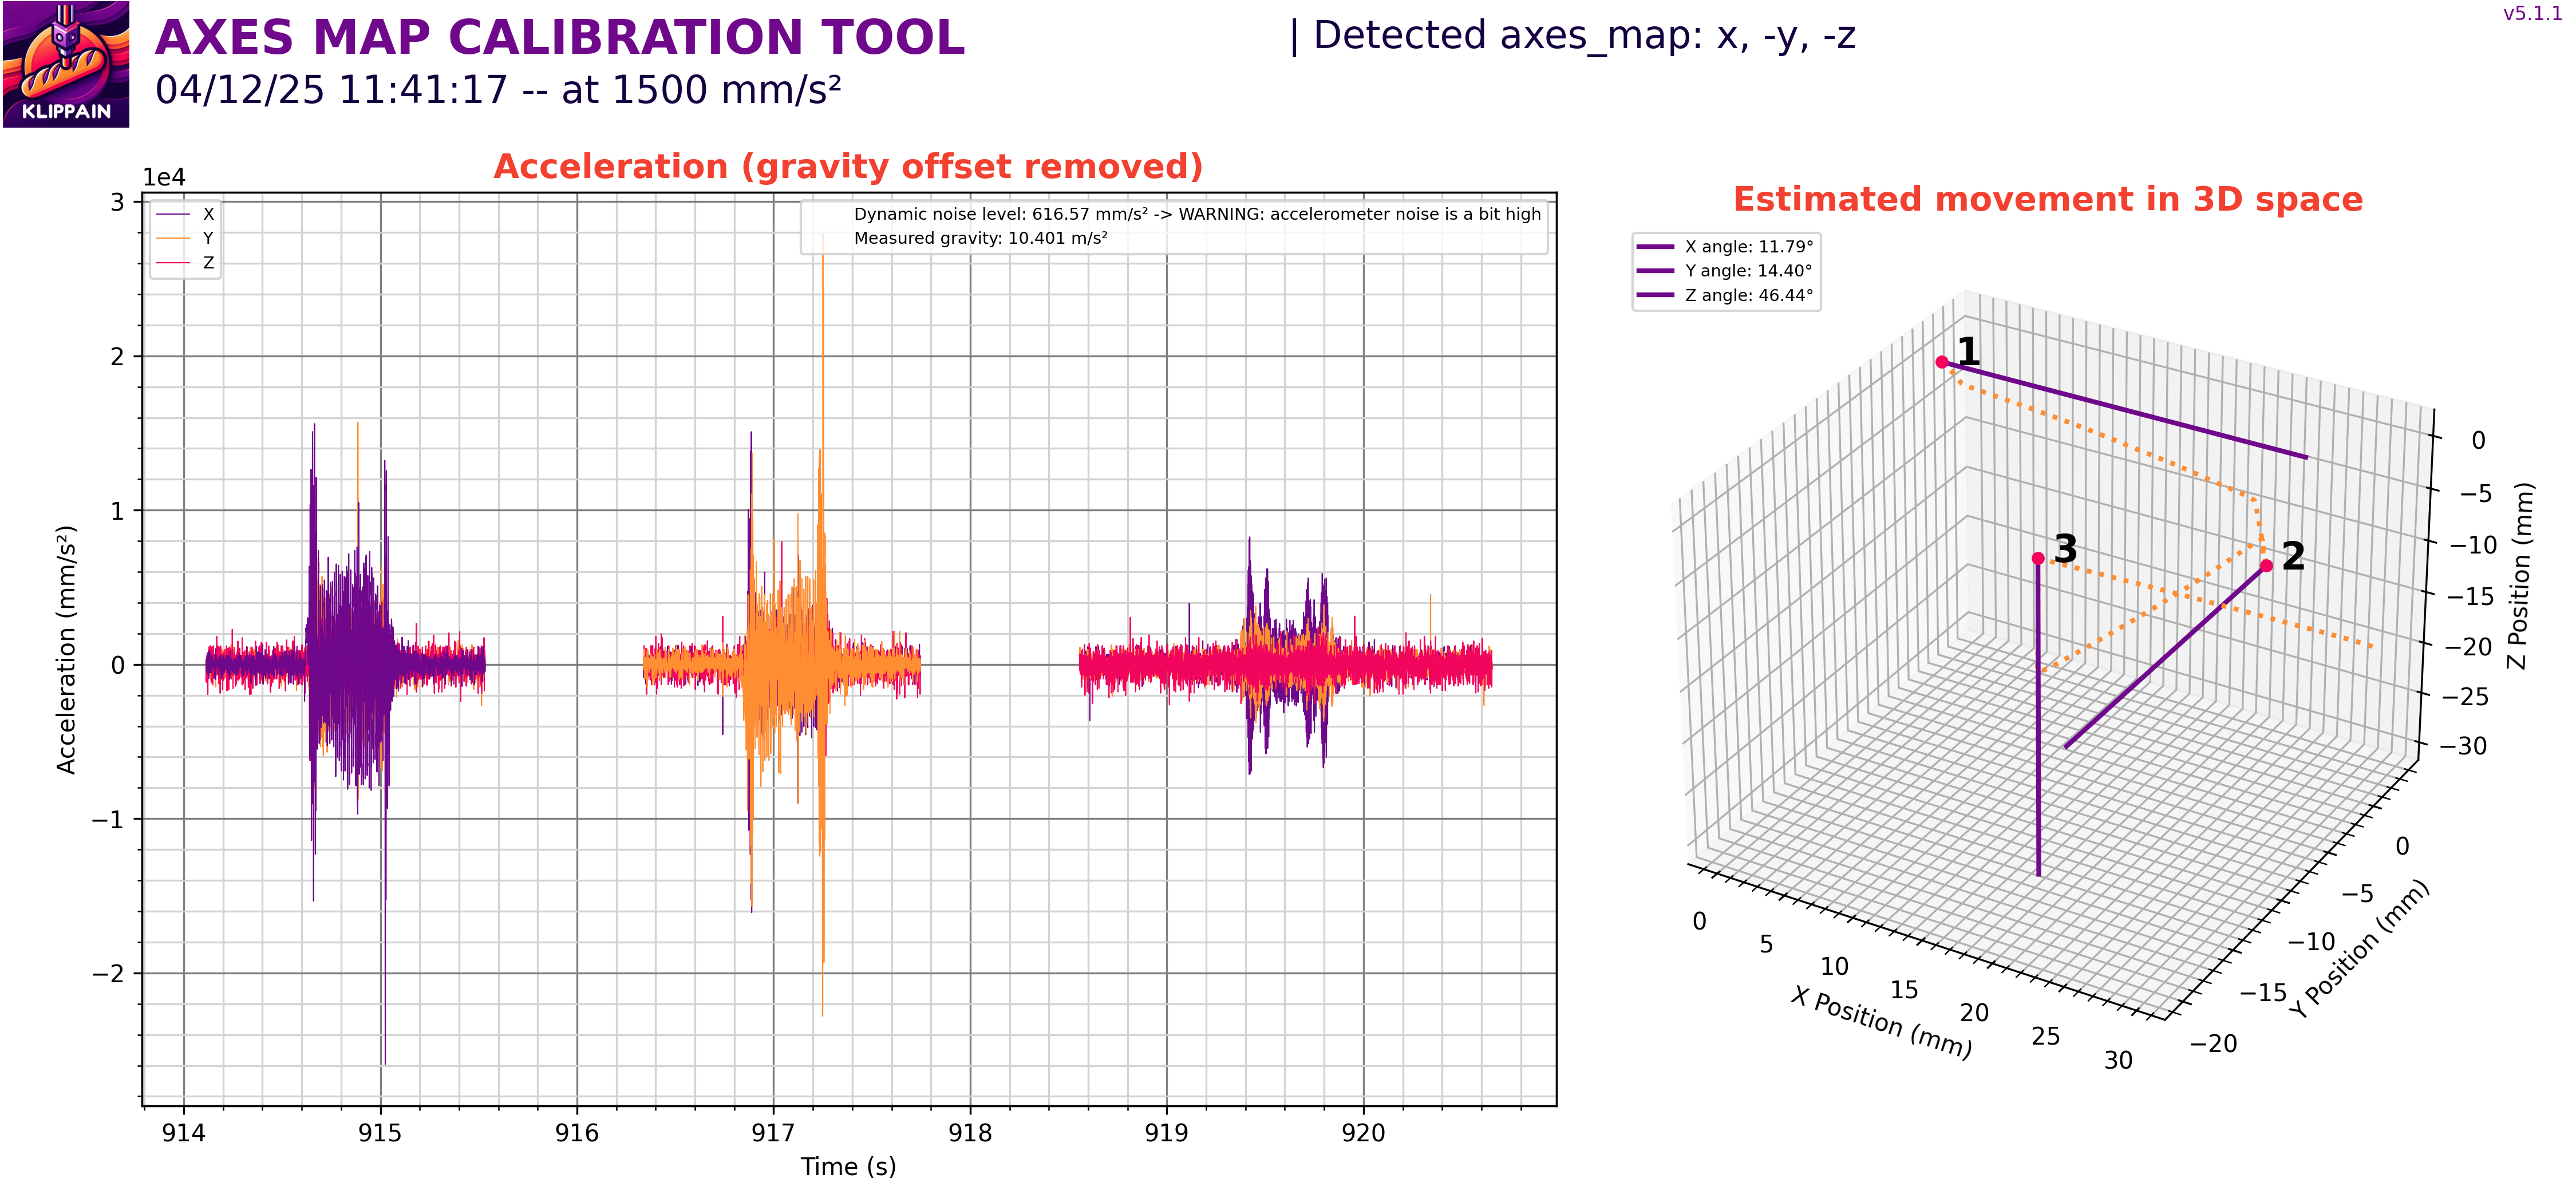 KLIPPAIN
AXES MAP CALIBRATION TOOL
04/12/25 11:41:17 -- at 1500 mm/s²
| Detected axes_map: x, -y, -z
v5.1.1
Acceleration (gravity offset removed)
1e4
X
Y
Z
Dynamic noise level: 616.57 mm/s² -> WARNING: accelerometer noise is a bit high
Measured gravity: 10.401 m/s²
3
2
1
0
−1
−2
Acceleration (mm/s²)
914 915 916 917 918 919 920
Time (s)
Estimated movement in 3D space
X angle: 11.79°
Y angle: 14.40°
Z angle: 46.44°
1
2
3
0
−5
−10
−15
−20
−25
−30
Z Position (mm)
0
−5
−10
−15
−20
Y Position (mm)
0
5
10
15
20
25
30
X Position (mm)